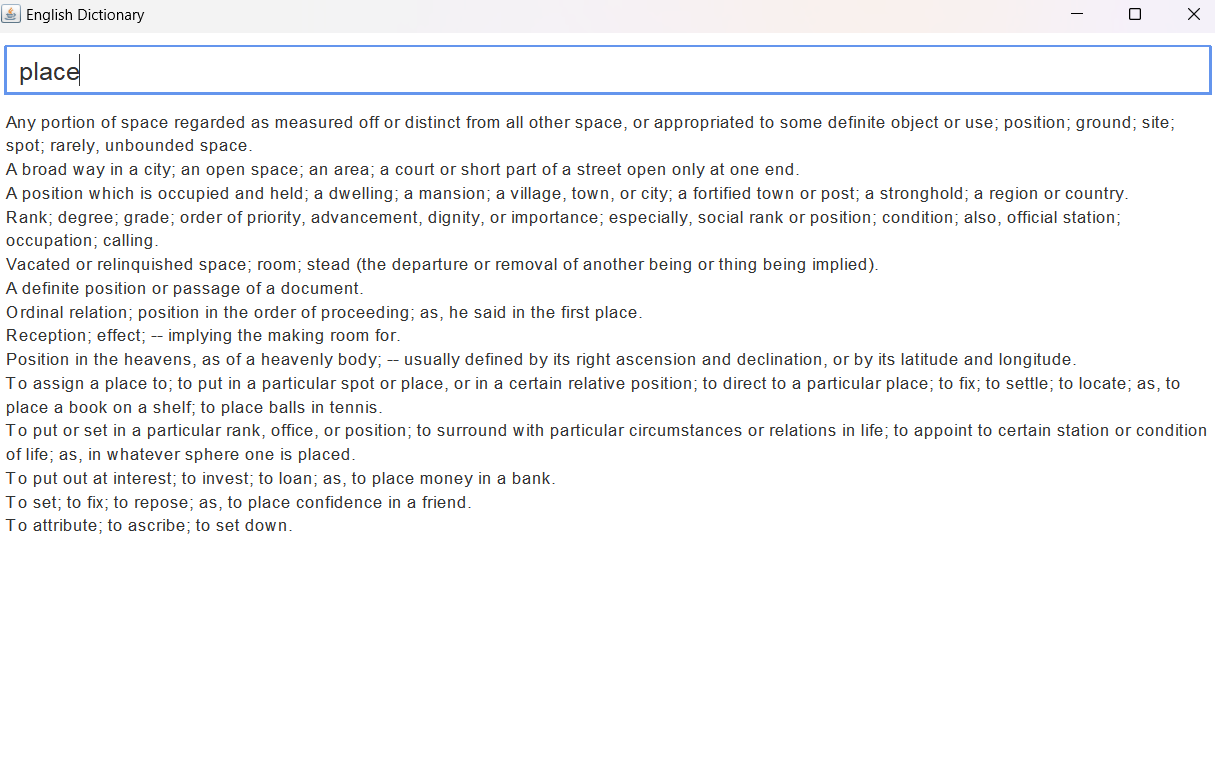 English Dictionary
place
Any portion of space regarded as measured off or distinct from all other space, or appropriated to some definite object or use; position; ground; site;
spot; rarely, unbounded space.
A broad way in a city; an open space; an area; a court or short part of a street open only at one end.
A position which is occupied and held; a dwelling; a mansion; a village, town, or city; a fortified town or post; a stronghold; a region or country.
Rank; degree; grade; order of priority, advancement, dignity, or importance; especially, social rank or position; condition; also, official station;
occupation; calling.
Vacated or relinquished space; room; stead (the departure or removal of another being or thing being implied).
A definite position or passage of a document.
Ordinal relation; position in the order of proceeding; as, he said in the first place.
Reception; effect; -- implying the making room for.
Position in the heavens, as of a heavenly body; -- usually defined by its right ascension and declination, or by its latitude and longitude.
To assign a place to; to put in a particular spot or place, or in a certain relative position; to direct to a particular place; to fix; to settle; to locate; as, to
place a book on a shelf; to place balls in tennis.
To put or set in a particular rank, office, or position; to surround with particular circumstances or relations in life; to appoint to certain station or condition
of life; as, in whatever sphere one is placed.
To put out at interest; to invest; to loan; as, to place money in a bank.
To set; to fix; to repose; as, to place confidence in a friend.
To attribute; to ascribe; to set down.